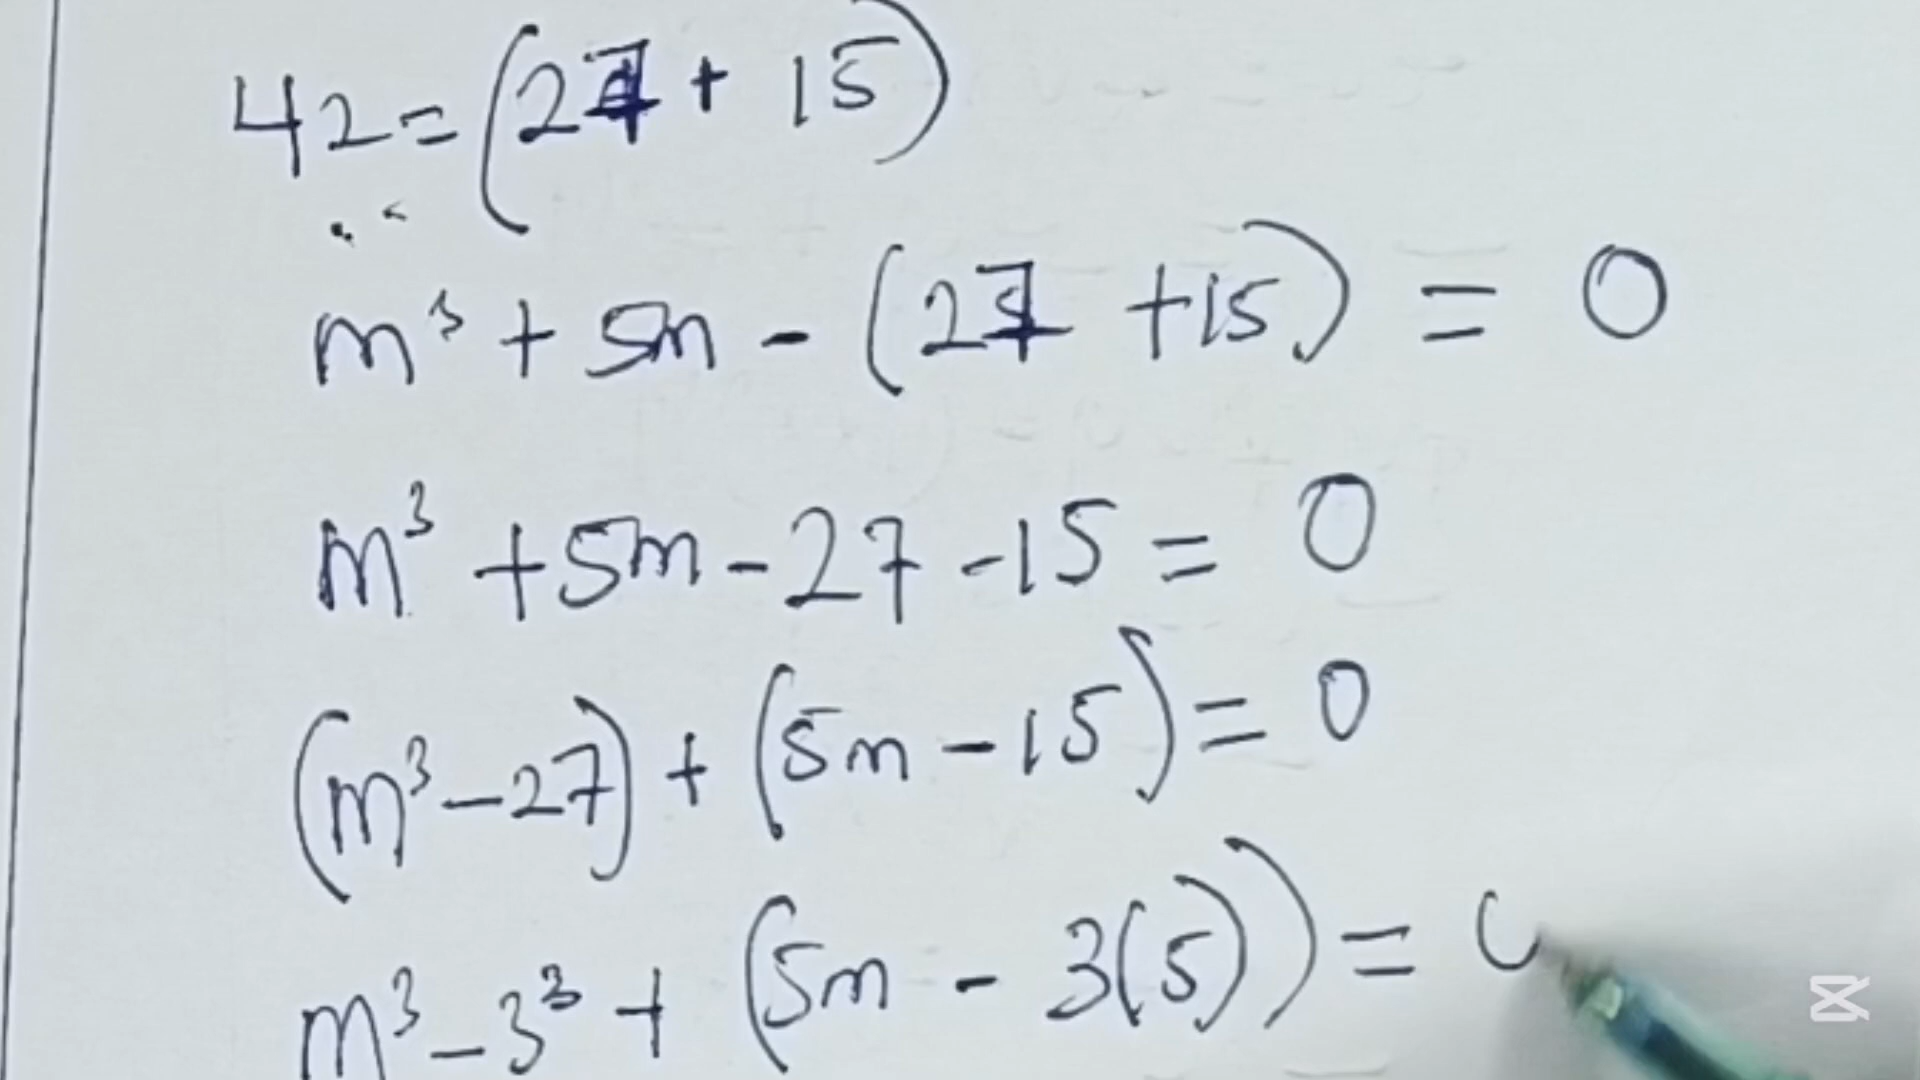 42 = (27 + 15)
m³ + 5m - (27 + 15) = 0
m³ + 5m - 27 - 15 = 0
(m³ - 27) + (5m - 15) = 0
m³ - 3³ + (5m - 3(5)) = 0